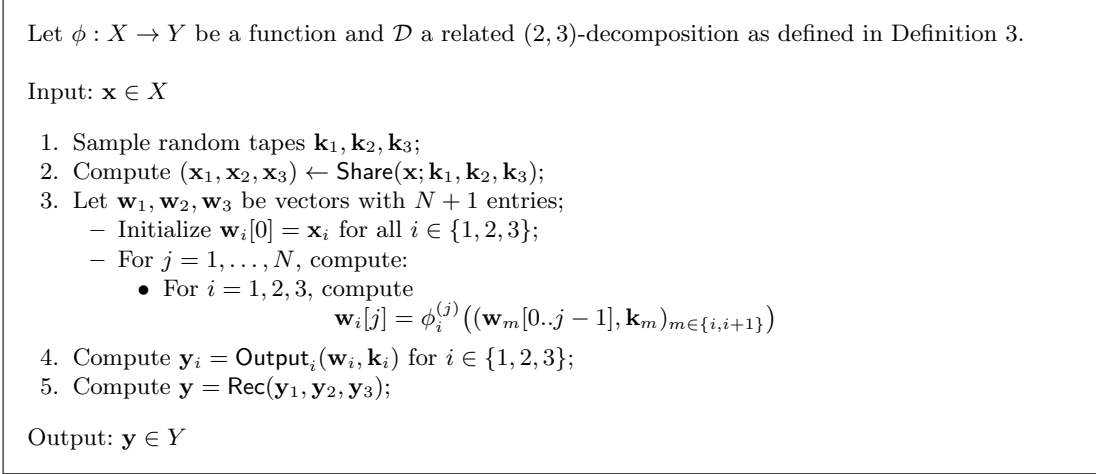 Let ϕ : X → Y be a function and 𝒟 a related (2, 3)-decomposition as defined in Definition 3.
Input: x ∈ X
1. Sample random tapes k₁, k₂, k₃;
2. Compute (x₁, x₂, x₃) ← Share(x; k₁, k₂, k₃);
3. Let w₁, w₂, w₃ be vectors with N + 1 entries;
– Initialize wᵢ[0] = xᵢ for all i ∈ {1, 2, 3};
– For j = 1, . . . , N, compute:
• For i = 1, 2, 3, compute
wᵢ[j] = ϕᵢ⁽ʲ⁾((wₘ[0..j − 1], kₘ)ₘ∈{i,i+1})
4. Compute yᵢ = Outputᵢ(wᵢ, kᵢ) for i ∈ {1, 2, 3};
5. Compute y = Rec(y₁, y₂, y₃);
Output: y ∈ Y